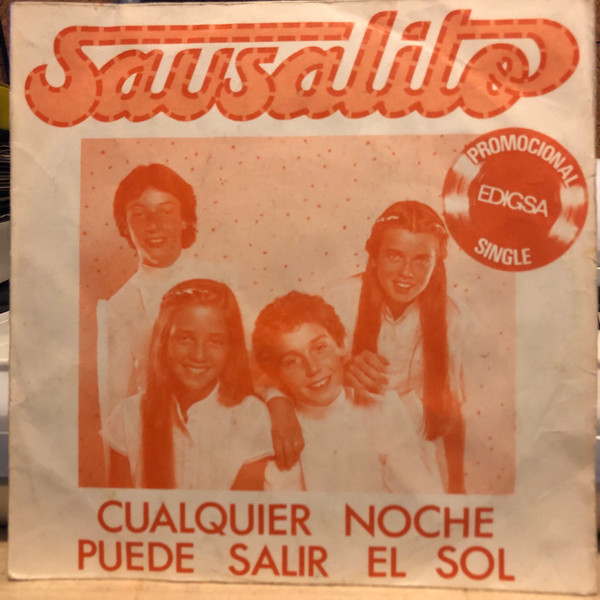 Sausalito
PROMOCIONAL
EDIGSA
SINGLE
CUALQUIER NOCHE
PUEDE SALIR EL SOL